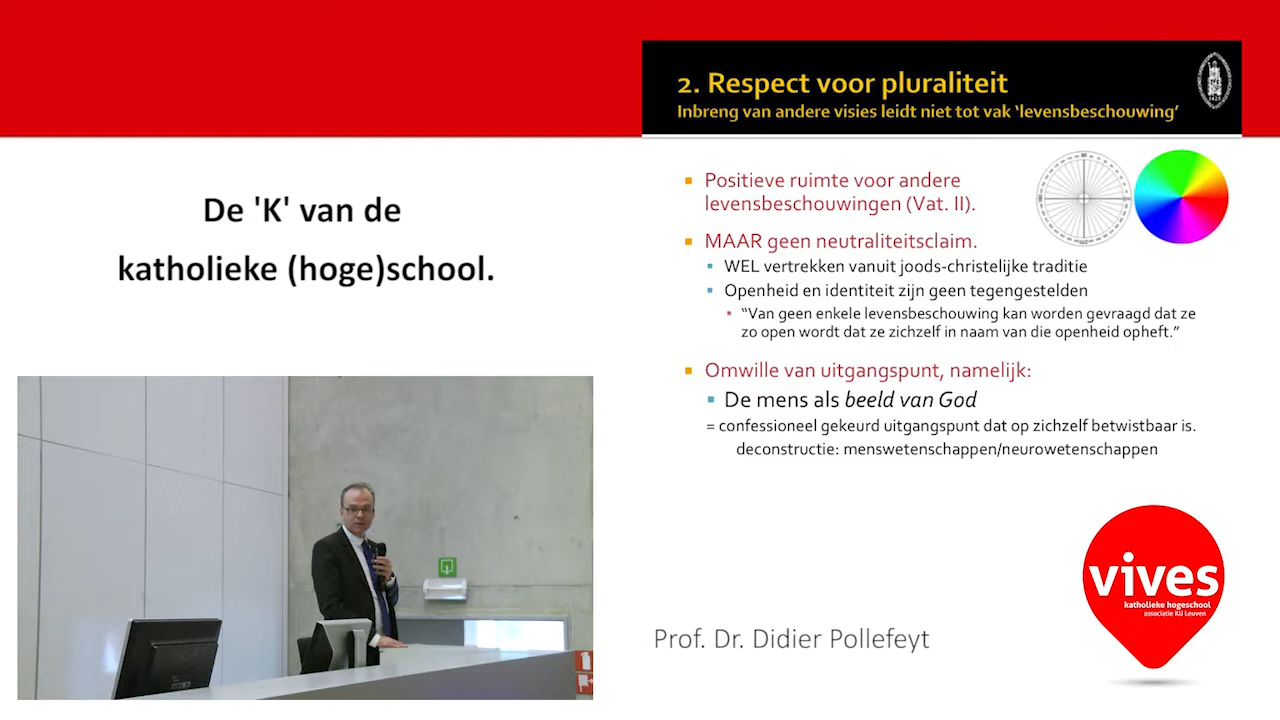 De 'K' van de
katholieke (hoge)school.
2. Respect voor pluraliteit
Inbreng van andere visies leidt niet tot vak ‘levensbeschouwing’
Positieve ruimte voor andere
levensbeschouwingen (Vat. II).
MAAR geen neutraliteitsclaim.
WEL vertrekken vanuit joods-christelijke traditie
Openheid en identiteit zijn geen tegengestelden
“Van geen enkele levensbeschouwing kan worden gevraagd dat ze
zo open wordt dat ze zichzelf in naam van die openheid opheft.”
Omwille van uitgangspunt, namelijk:
De mens als beeld van God
= confessioneel gekeurd uitgangspunt dat op zichzelf betwistbaar is.
deconstructie: menswetenschappen/neurowetenschappen
Prof. Dr. Didier Pollefeyt
vives
katholieke hogeschool
associatie KU Leuven